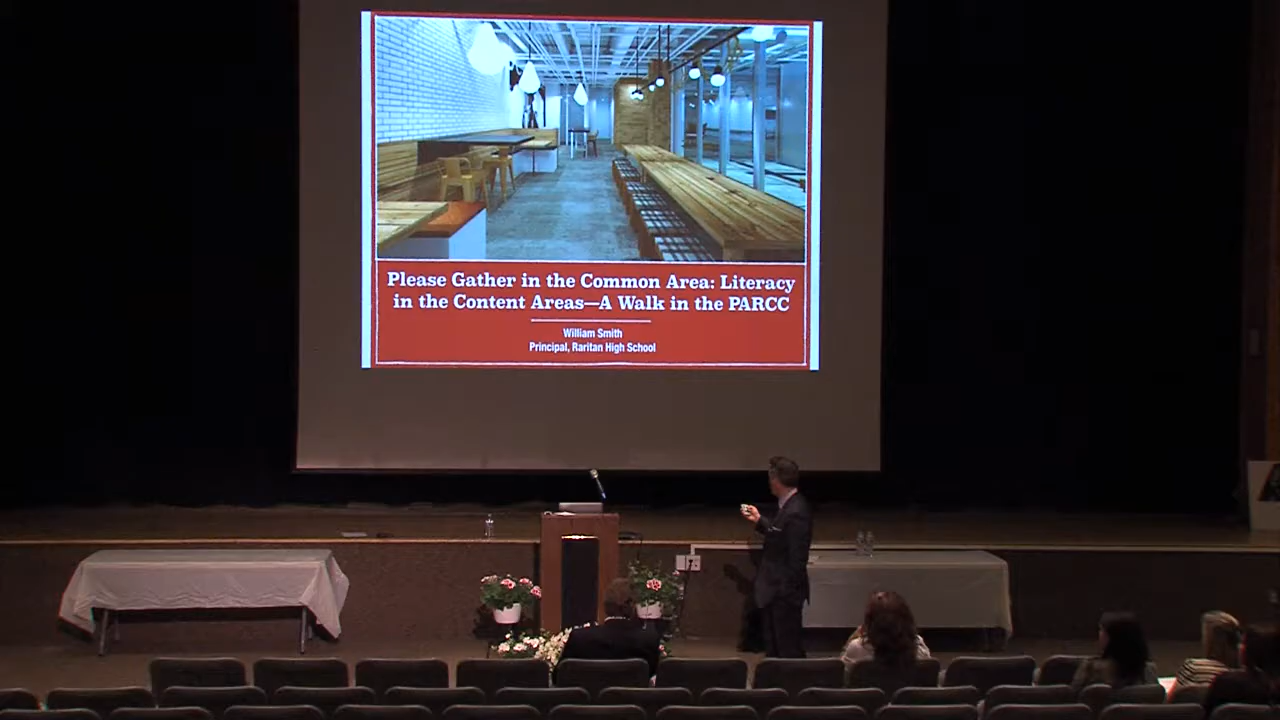 Please Gather in the Common Area: Literacy
in the Content Areas—A Walk in the PARCC
William Smith
Principal, Raritan High School